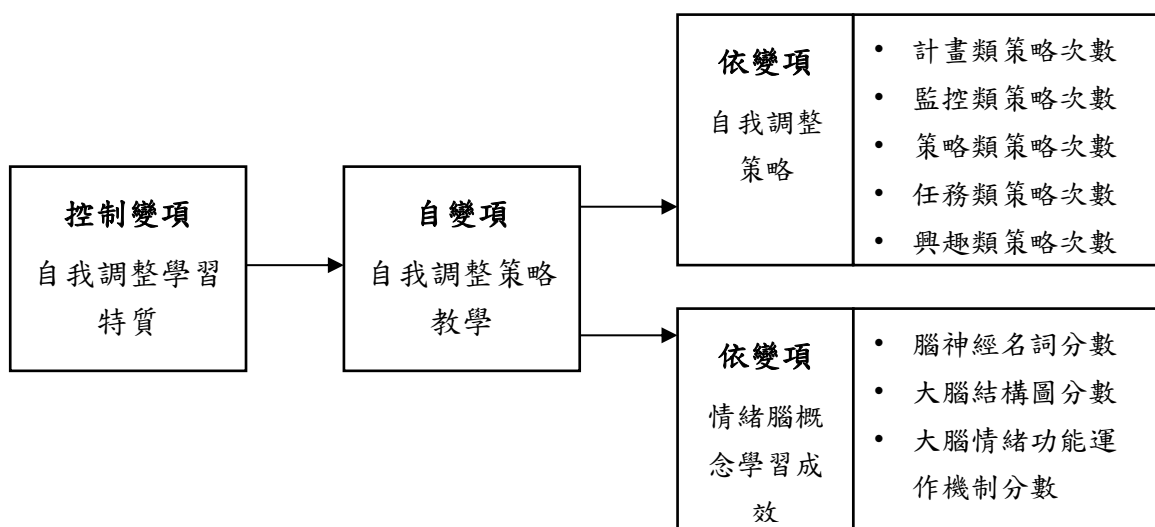 控制變項
自我調整學習
特質
自變項
自我調整策略
教學
依變項
自我調整
策略
• 計畫類策略次數
• 監控類策略次數
• 策略類策略次數
• 任務類策略次數
• 興趣類策略次數
依變項
情緒腦概
念學習成
效
• 腦神經名詞分數
• 大腦結構圖分數
• 大腦情緒功能運
作機制分數